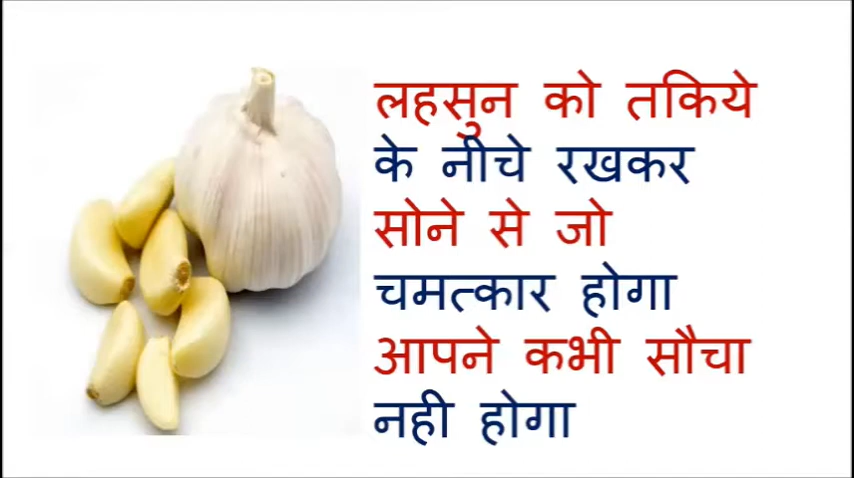 लहसुन को तकिये
के नीचे रखकर
सोने से जो
चमत्कार होगा
आपने कभी सौचा
नही होगा